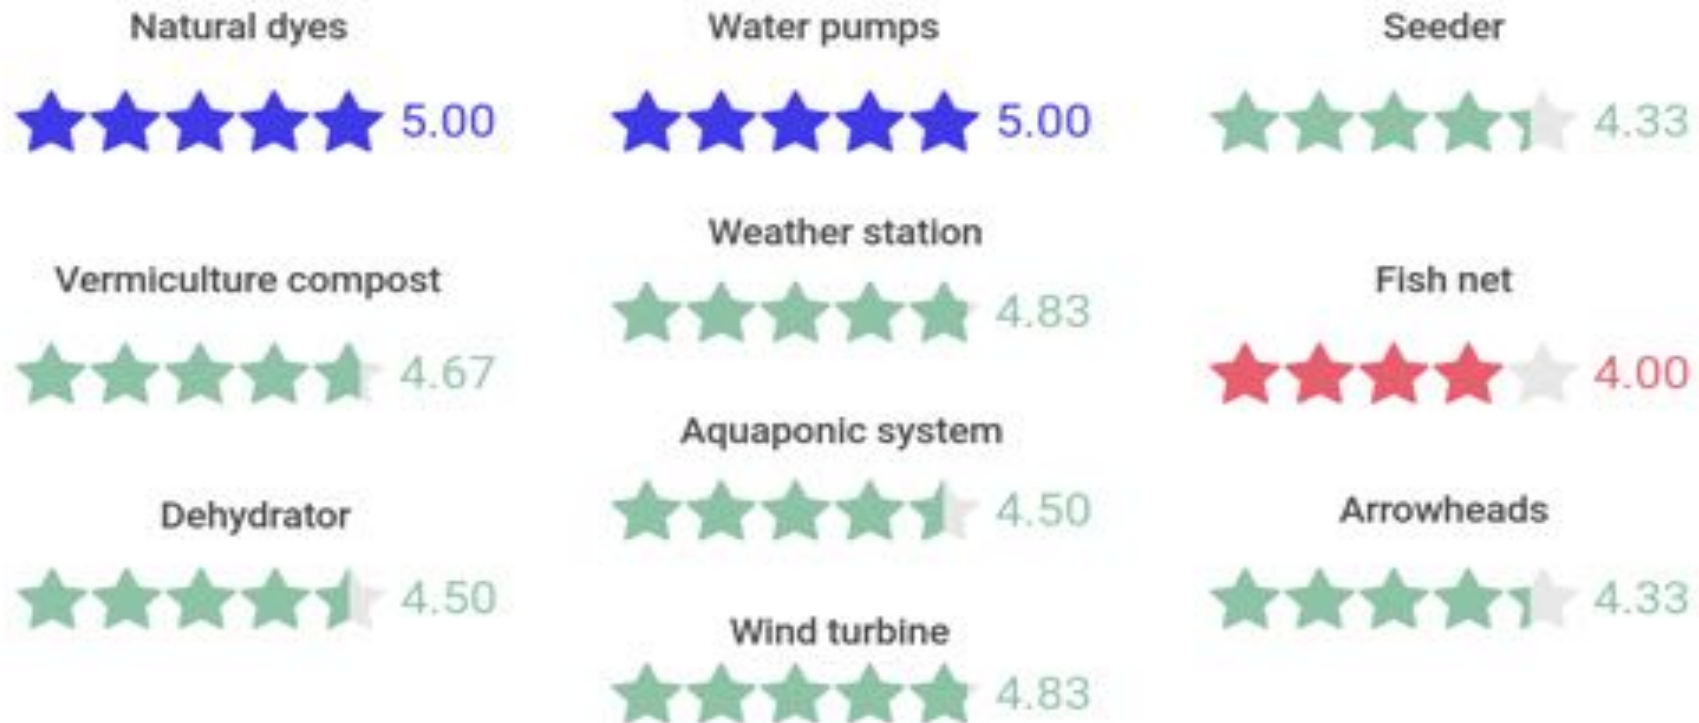 Natural dyes
5.00
Vermiculture compost
4.67
Dehydrator
4.50
Water pumps
5.00
Weather station
4.83
Aquaponic system
4.50
Wind turbine
4.83
Seeder
4.33
Fish net
4.00
Arrowheads
4.33